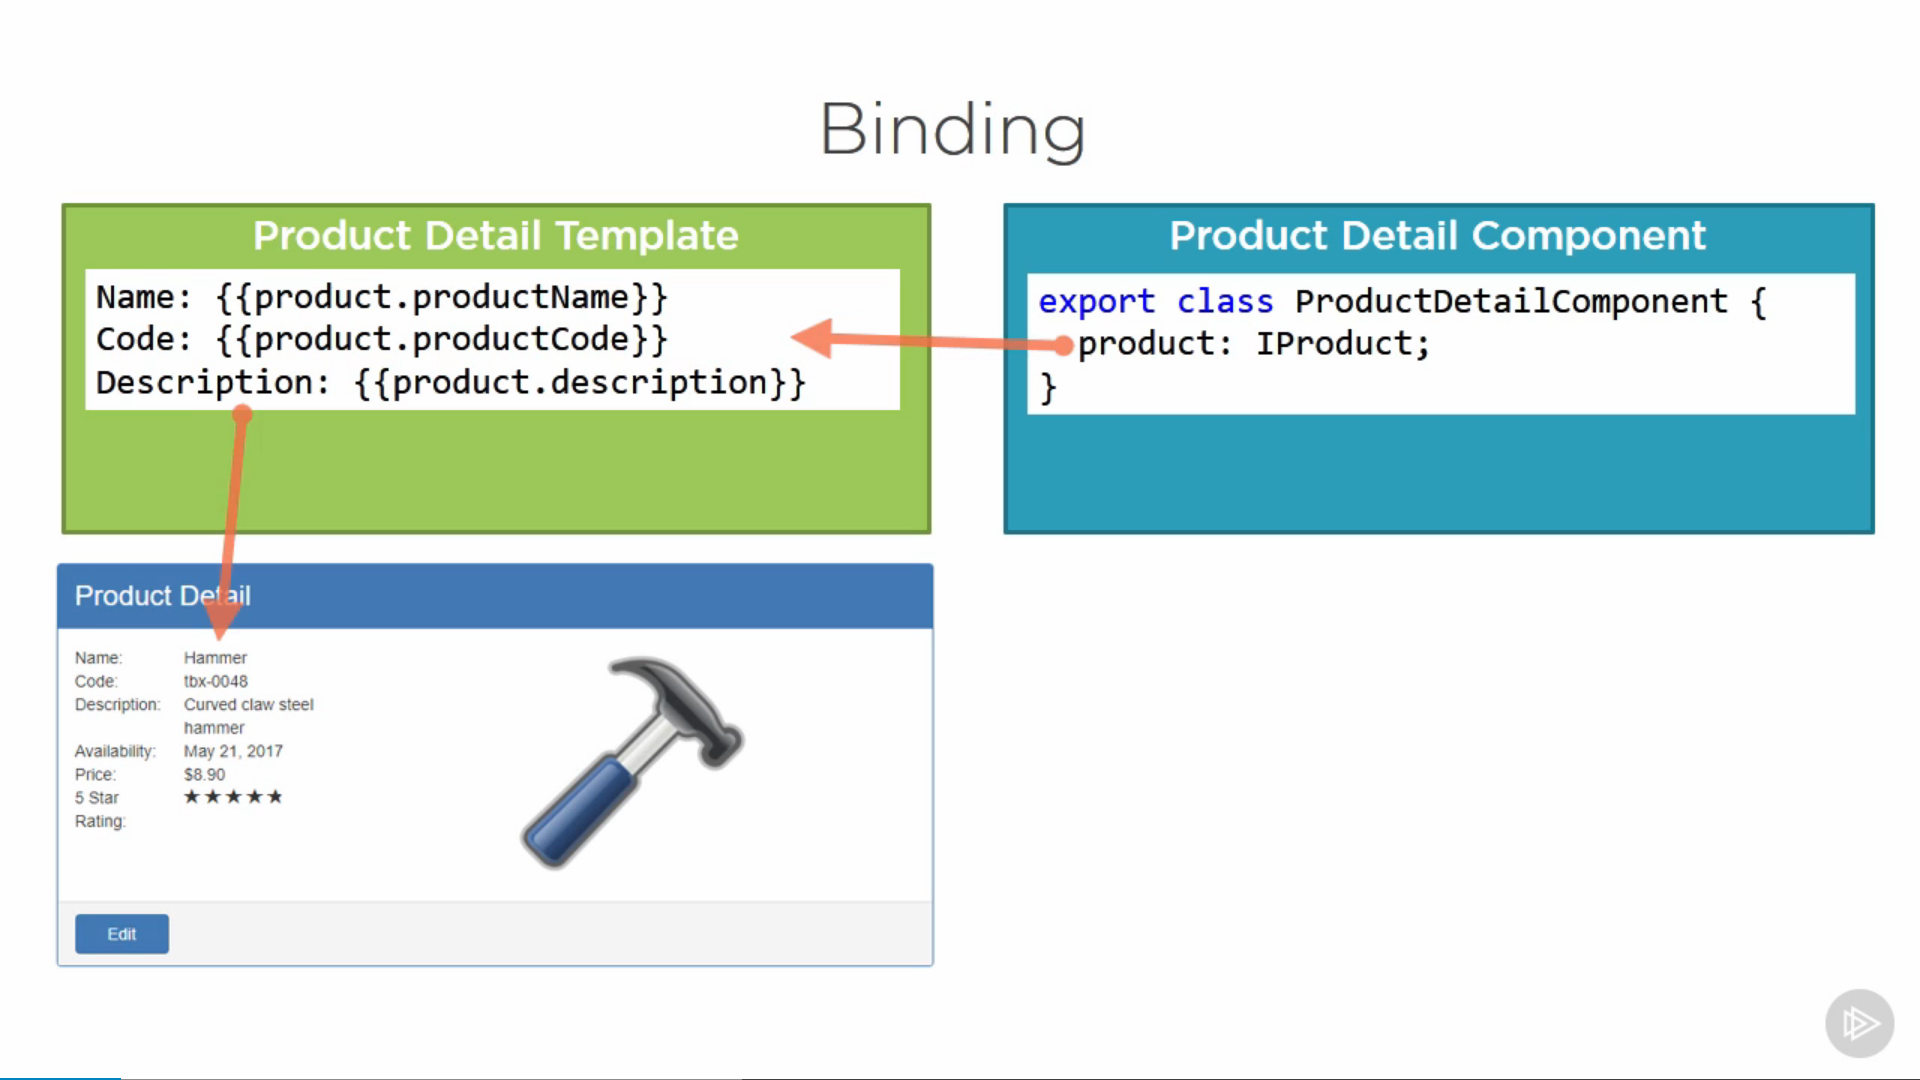 Binding
Product Detail Template
Name: {{product.productName}}
Code: {{product.productCode}}
Description: {{product.description}}
Product Detail Component
export class ProductDetailComponent {
product: IProduct;
}
Product Detail
Name: Hammer
Code: tbx-0048
Description: Curved claw steel
hammer
Availability: May 21, 2017
Price: $8.90
5 Star ★★★★★
Rating:
Edit